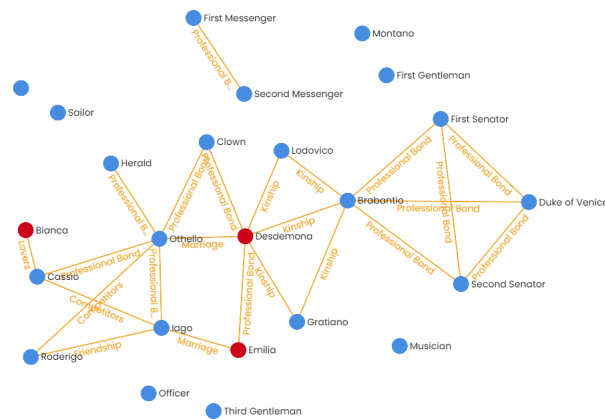 First Messenger
Montano
Professional B...
First Gentleman
Second Messenger
Sailor
First Senator
Clown
Lodovico
Herald
Professional Bond
Professional Bond
Professional Bond
Professional Bond
Professional Bond
Kinship
Kinship
Professional B...
Brabantio
Professional Bond
Duke of Venice
Bianca
Othello
Marriage
Desdemona
Kinship
Lovers
Professional Bond
Cassio
Professional B...
Professional Bond
Kinship
Kinship
Professional Bond
Professional Bond
Second Senator
Competitors
Competitors
Iago
Gratiano
Friendship
Marriage
Emilia
Roderigo
Musician
Officer
Third Gentleman